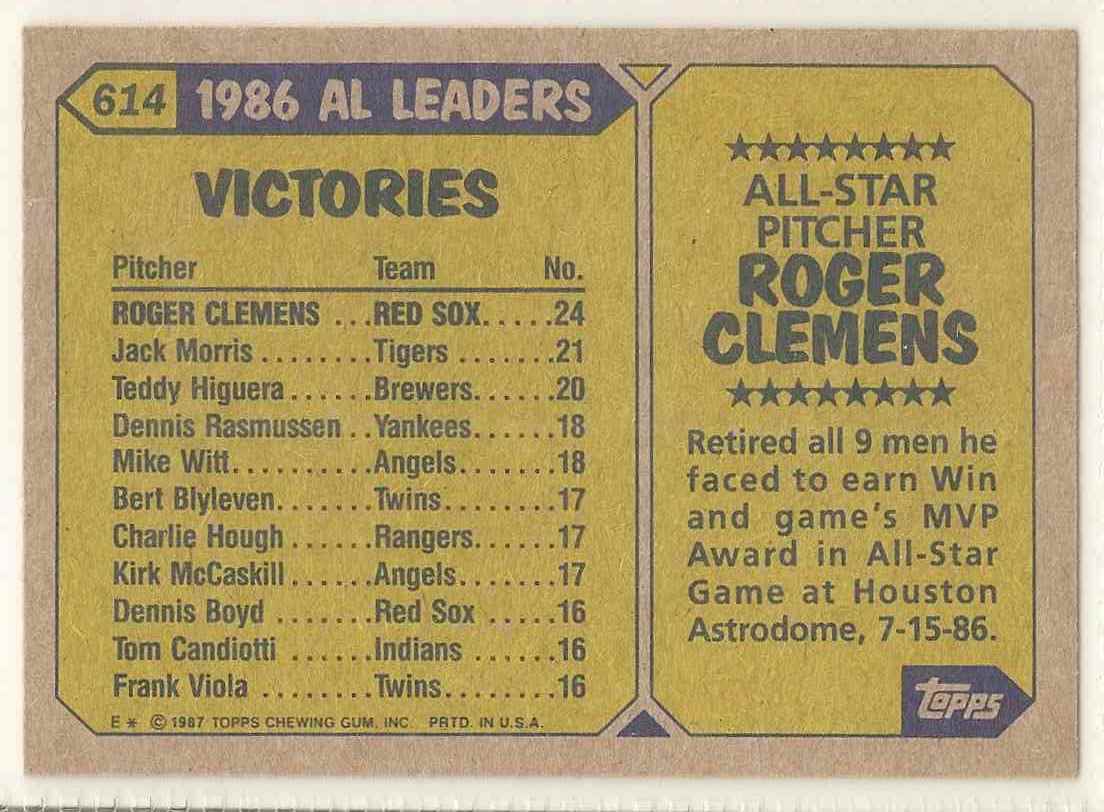 614 1986 AL LEADERS
VICTORIES
Pitcher Team No.
ROGER CLEMENS ...RED SOX.....24
Jack Morris ........Tigers .......21
Teddy Higuera ......Brewers......20
Dennis Rasmussen ..Yankees......18
Mike Witt..........Angels.......18
Bert Blyleven.......Twins........17
Charlie Hough ......Rangers......17
Kirk McCaskill ......Angels.......17
Dennis Boyd ........Red Sox .....16
Tom Candiotti ......Indians ......16
Frank Viola ........Twins........16
E * © 1987 TOPPS CHEWING GUM, INC. PRTD. IN U.S.A.
ALL-STAR
PITCHER
ROGER
CLEMENS
Retired all 9 men he
faced to earn Win
and game's MVP
Award in All-Star
Game at Houston
Astrodome, 7-15-86.
topps